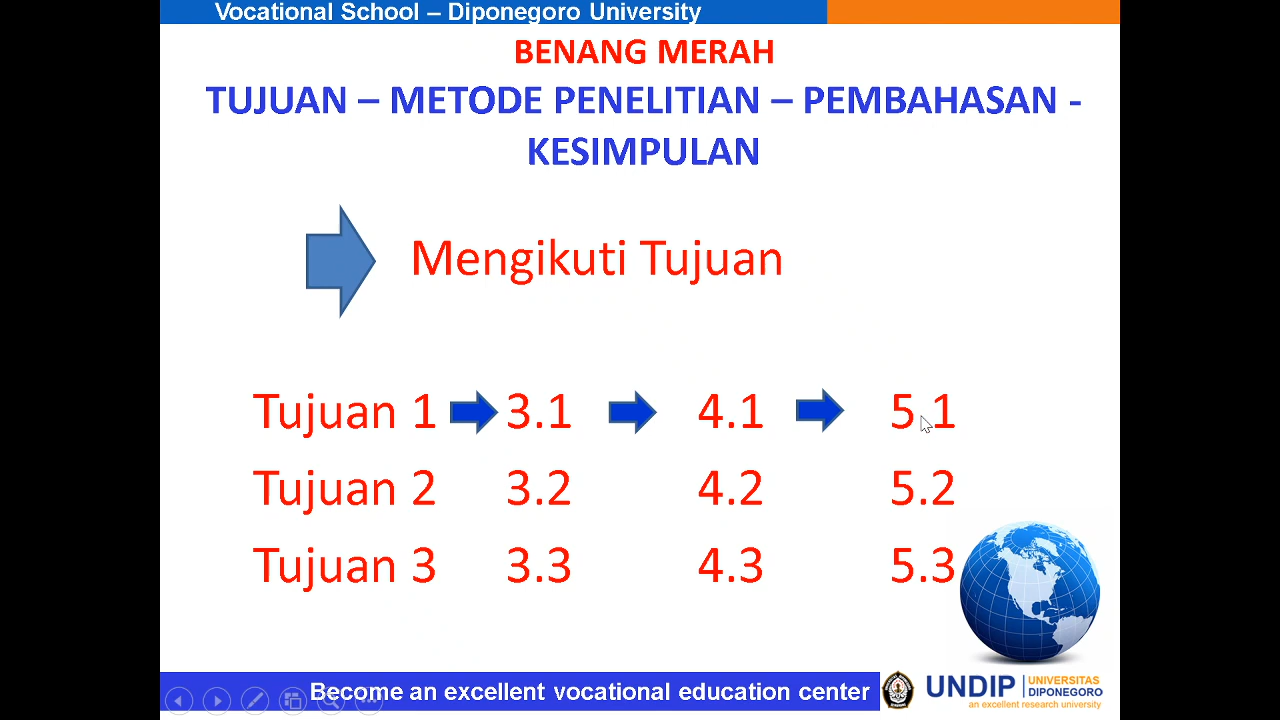 Vocational School – Diponegoro University
BENANG MERAH
TUJUAN – METODE PENELITIAN – PEMBAHASAN -
KESIMPULAN
Mengikuti Tujuan
Tujuan 1 3.1 4.1 5.1
Tujuan 2 3.2 4.2 5.2
Tujuan 3 3.3 4.3 5.3
Become an excellent vocational education center
UNDIP UNIVERSITAS
DIPONEGORO
an excellent research university